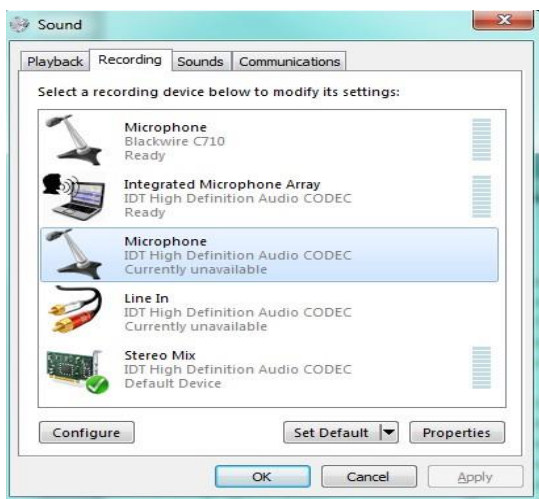 Sound
Playback Recording Sounds Communications
Select a recording device below to modify its settings:
Microphone
Blackwire C710
Ready
Integrated Microphone Array
IDT High Definition Audio CODEC
Ready
Microphone
IDT High Definition Audio CODEC
Currently unavailable
Line In
IDT High Definition Audio CODEC
Currently unavailable
Stereo Mix
IDT High Definition Audio CODEC
Default Device
Configure Set Default Properties
OK Cancel Apply